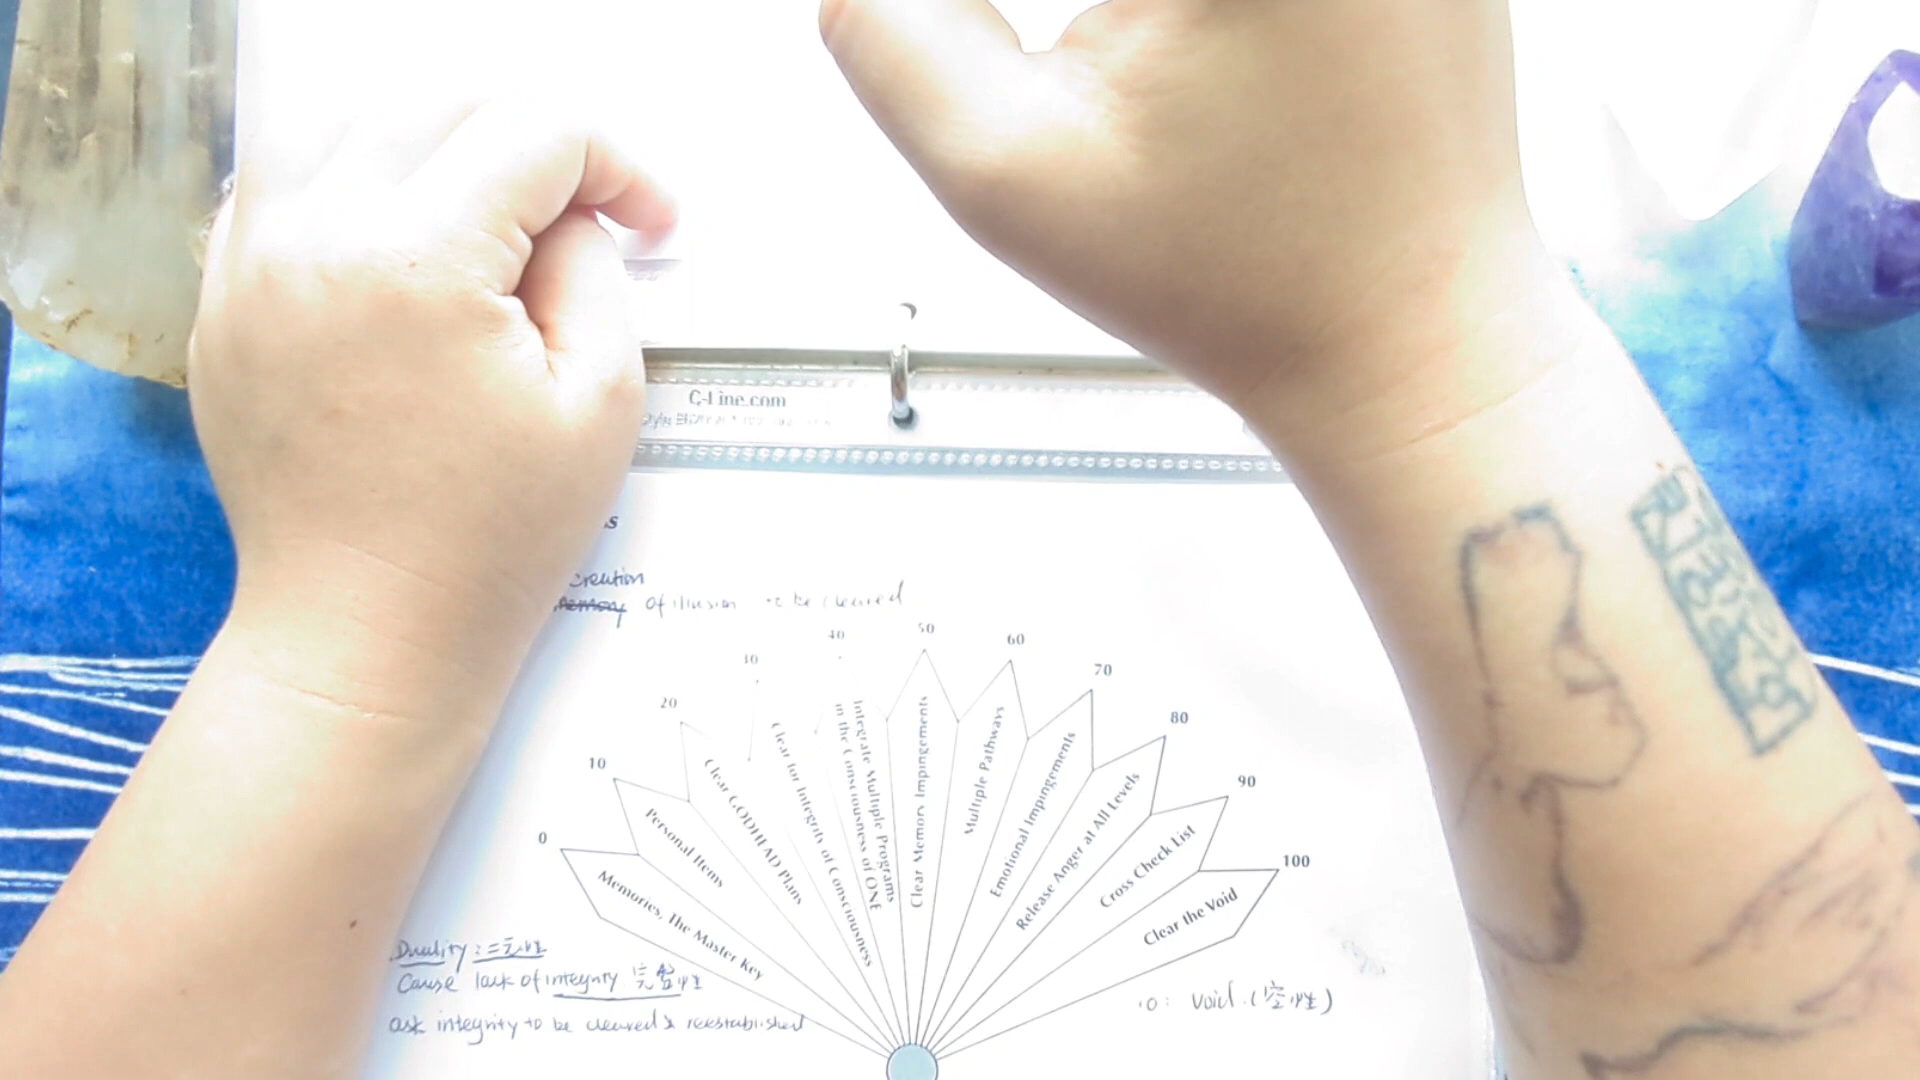 C-Line.com
s
creation
memory of illusion to be cleared
0
10
20
30
40
50
60
70
80
90
100
Memories, The Master Key
Personal Items
Clear GODHEAD Plans
Clear for Integrity of Consciousness
Integrate Multiple Programs
in the Consciousness of ONE
Clear Memory Impingements
Multiple Pathways
Emotional Impingements
Release Anger at All Levels
Cross Check List
Clear the Void
Duality : 二元性
Cause lack of integrity 完整性
ask integrity to be cleared & reestablished
10: Void. (空性)